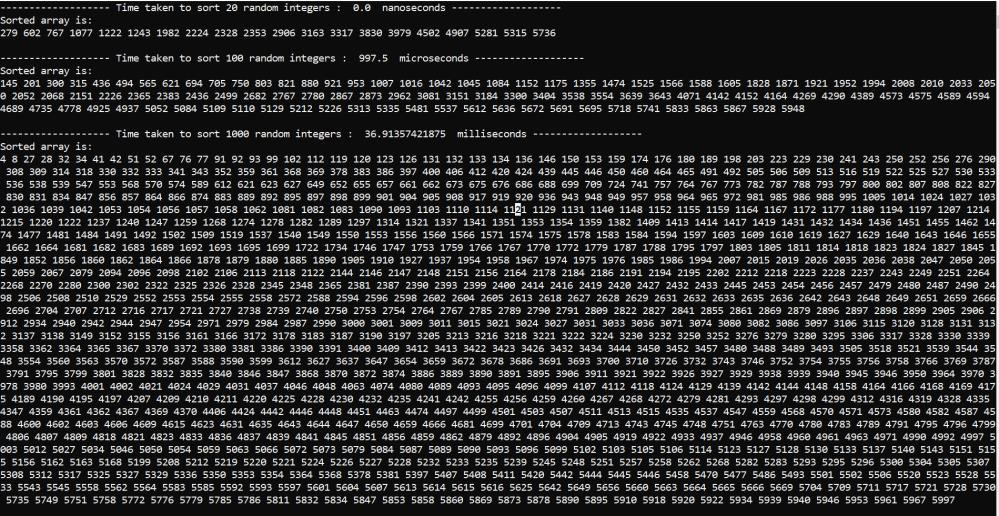 ------------------ Time taken to sort 20 random integers :  0.0  nanoseconds -------------------
Sorted array is:
279 602 767 1077 1222 1243 1982 2224 2328 2353 2906 3163 3317 3830 3979 4502 4907 5281 5315 5736
------------------ Time taken to sort 100 random integers :  997.5  microseconds -------------------
Sorted array is:
145 201 300 315 436 494 565 621 694 705 750 803 821 880 921 953 1007 1016 1042 1045 1084 1152 1175 1355 1474 1525 1566 1588 1605 1828 1871 1921 1952 1994 2008 2010 2033 205
0 2052 2068 2151 2226 2365 2383 2436 2499 2682 2767 2780 2867 2873 2962 3081 3151 3184 3300 3404 3538 3554 3639 3643 4071 4142 4152 4164 4269 4290 4389 4573 4575 4589 4594
4689 4735 4778 4925 4937 5052 5084 5109 5110 5129 5212 5226 5313 5335 5481 5537 5612 5636 5672 5691 5695 5718 5741 5833 5863 5867 5928 5948
------------------ Time taken to sort 1000 random integers :  36.91357421875  milliseconds -------------------
Sorted array is:
4 8 27 28 32 34 41 42 51 52 67 76 77 91 92 93 99 102 112 119 120 123 126 131 132 133 134 136 146 150 153 159 174 176 180 189 198 203 223 229 230 241 243 250 252 256 276 290
308 309 314 318 330 332 333 341 343 352 359 361 368 369 378 383 386 397 400 406 412 420 424 439 445 446 446 460 464 464 465 471 491 492 505 506 509 513 516 519 522 525 530
536 538 539 547 553 568 570 574 589 612 621 623 627 649 652 655 657 661 662 673 675 676 686 688 699 709 724 741 757 764 767 773 782 787 788 793 797 800 802 807 808 822 827
830 831 834 847 856 856 857 864 865 867 871 877 884 886 890 905 908 917 919 920 936 943 948 949 957 958 964 965 966 968 970 982 985 986 991 998 1005 1014 1024 1027 103
2 1036 1039 1042 1053 1054 1056 1057 1058 1062 1081 1082 1083 1090 1093 1103 1110 1114 1121 1129 1131 1140 1148 1152 1155 1159 1164 1167 1172 1177 1180 1194 1197 1207 1214
1215 1220 1222 1237 1240 1247 1259 1268 1274 1278 1282 1289 1297 1314 1321 1337 1341 1351 1353 1354 1359 1382 1409 1413 1414 1417 1419 1431 1432 1434 1436 1451 1455 1462 14
74 1477 1481 1484 1491 1492 1502 1509 1519 1537 1540 1549 1550 1553 1556 1560 1566 1571 1574 1575 1578 1583 1584 1594 1597 1603 1609 1610 1619 1627 1629 1640 1643 1646 1655
1662 1664 1681 1682 1683 1689 1692 1693 1695 1699 1722 1734 1746 1747 1753 1759 1766 1767 1770 1772 1779 1787 1788 1795 1797 1803 1805 1811 1814 1818 1823 1824 1827 1845 1
849 1852 1856 1860 1862 1864 1867 1868 1874 1879 1880 1885 1890 1905 1910 1927 1937 1954 1958 1967 1974 1975 1976 1985 1986 1994 2007 2015 2019 2026 2035 2036 2038 2047 205
5 2059 2067 2079 2094 2096 2098 2102 2106 2113 2118 2122 2144 2146 2147 2148 2151 2156 2164 2178 2184 2186 2191 2194 2195 2202 2212 2218 2223 2228 2237 2239 2249 2251 2264
2268 2270 2280 2300 2302 2322 2325 2326 2328 2345 2348 2365 2381 2387 2390 2393 2399 2400 2414 2416 2419 2420 2427 2432 2433 2445 2455 2456 2457 2479 2480 2487 2490 24
98 2506 2508 2510 2529 2552 2553 2554 2555 2558 2572 2588 2594 2596 2598 2602 2604 2605 2613 2618 2627 2628 2629 2631 2632 2633 2635 2636 2642 2643 2648 2649 2651 2659 2666
2696 2704 2707 2712 2716 2717 2721 2727 2738 2739 2740 2750 2753 2754 2764 2767 2785 2789 2790 2791 2809 2822 2827 2841 2855 2865 2871 2879 2889 2897 2898 2899 2905 2906 2
912 2934 2940 2942 2944 2947 2954 2971 2979 2984 2987 2990 3000 3001 3009 3011 3015 3021 3024 3027 3031 3033 3036 3071 3074 3080 3082 3086 3097 3106 3115 3120 3128 3131 313
2 3137 3138 3149 3152 3155 3156 3161 3166 3172 3178 3183 3187 3190 3197 3205 3213 3216 3218 3221 3222 3224 3230 3232 3250 3252 3276 3279 3280 3295 3306 3317 3328 3330 3339
3358 3362 3364 3365 3367 3370 3372 3380 3381 3386 3390 3391 3400 3409 3412 3413 3422 3423 3426 3432 3434 3444 3450 3452 3457 3480 3488 3489 3493 3505 3518 3521 3539 3544 35
48 3554 3560 3563 3570 3572 3587 3588 3590 3599 3612 3627 3637 3647 3654 3659 3672 3678 3686 3691 3693 3700 3710 3726 3732 3743 3746 3752 3754 3755 3756 3758 3766 3769 3787
3791 3795 3799 3801 3828 3832 3835 3840 3846 3847 3868 3870 3872 3874 3886 3888 3889 3890 3891 3895 3906 3911 3921 3922 3926 3927 3929 3938 3939 3940 3945 3946 3950 3964 3970 3
978 3980 3993 4001 4002 4021 4024 4029 4031 4037 4046 4048 4063 4074 4080 4089 4093 4095 4096 4099 4107 4112 4118 4124 4129 4139 4142 4144 4148 4158 4164 4166 4168 4169 417
5 4189 4190 4195 4197 4207 4209 4210 4211 4220 4225 4228 4230 4232 4235 4241 4242 4255 4256 4259 4260 4267 4268 4272 4279 4281 4293 4297 4298 4299 4312 4316 4319 4328 4335
4347 4359 4361 4362 4367 4369 4370 4406 4424 4442 4446 4448 4451 4463 4474 4497 4499 4501 4503 4507 4511 4513 4515 4535 4537 4547 4559 4568 4570 4571 4573 4580 4582 4587 45
88 4600 4602 4603 4606 4609 4615 4623 4631 4635 4643 4644 4647 4650 4659 4666 4681 4699 4701 4704 4709 4713 4743 4745 4748 4751 4763 4770 4777 4780 4788 4789 4791 4795 4796 4799
4806 4807 4809 4818 4821 4823 4833 4836 4837 4839 4841 4845 4851 4856 4862 4879 4892 4896 4904 4905 4919 4922 4933 4937 4946 4958 4960 4961 4963 4971 4990 4992 4997 5
003 5012 5027 5034 5046 5050 5054 5059 5063 5066 5072 5073 5079 5084 5087 5089 5090 5092 5096 5099 5102 5103 5105 5106 5114 5123 5127 5128 5130 5133 5137 5140 5143 5151 515
5 5156 5162 5163 5168 5199 5208 5212 5219 5220 5221 5224 5226 5227 5228 5232 5233 5235 5239 5245 5248 5251 5257 5258 5262 5268 5282 5283 5293 5295 5296 5300 5304 5305 5307
5308 5312 5317 5325 5327 5329 5336 5350 5353 5354 5364 5368 5378 5381 5397 5407 5408 5411 5420 5442 5444 5445 5446 5458 5470 5477 5486 5493 5501 5502 5506 5520 5523 55
33 5543 5545 5558 5562 5564 5583 5585 5592 5593 5597 5601 5604 5607 5613 5614 5615 5616 5625 5642 5649 5656 5660 5663 5664 5665 5666 5669 5704 5709 5711 5717 5721 5728 5730
5735 5749 5751 5758 5772 5776 5779 5785 5786 5811 5832 5834 5847 5853 5860 5869 5873 5878 5890 5895 5910 5918 5920 5922 5934 5939 5940 5946 5953 5961 5967 5997